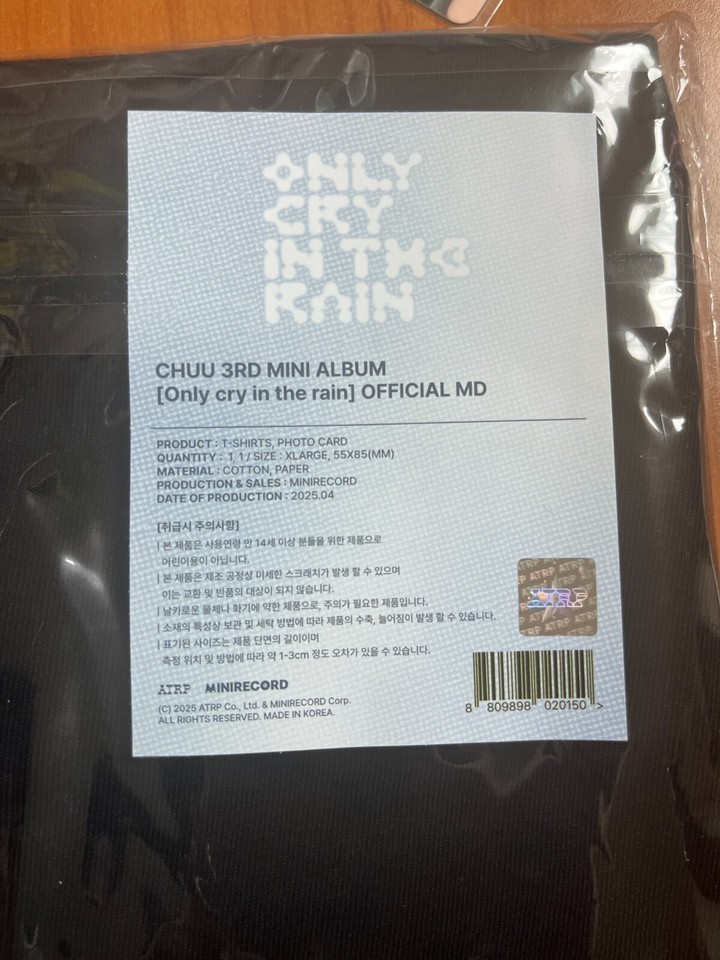 ONLY
CRY
IN THE
RAIN
CHUU 3RD MINI ALBUM
[Only cry in the rain] OFFICIAL MD
PRODUCT : T-SHIRTS, PHOTO CARD
QUANTITY : 1, 1 / SIZE : XLARGE, 55X85(MM)
MATERIAL : COTTON, PAPER
PRODUCTION & SALES : MINIRECORD
DATE OF PRODUCTION : 2025.04
[취급시 주의사항]
| 본 제품은 사용연령 만 14세 이상 분들을 위한 제품으로
어린이용이 아닙니다.
| 본 제품은 제조 공정상 미세한 스크래치가 발생 할 수 있으며
이는 교환 및 반품의 대상이 되지 않습니다.
| 날카로운 물체나 화기에 약한 제품으로, 주의가 필요한 제품입니다.
| 소재의 특성상 보관 및 세탁 방법에 따라 제품의 수축, 늘어짐이 발생 할 수 있습니다.
| 표기된 사이즈는 제품 단면의 길이이며
측정 위치 및 방법에 따라 약 1-3cm 정도 오차가 있을 수 있습니다.
ATRP MINIRECORD
(C) 2025 ATRP Co., Ltd. & MINIRECORD Corp.
ALL RIGHTS RESERVED. MADE IN KOREA.
ATRP
8 809898 020150 >